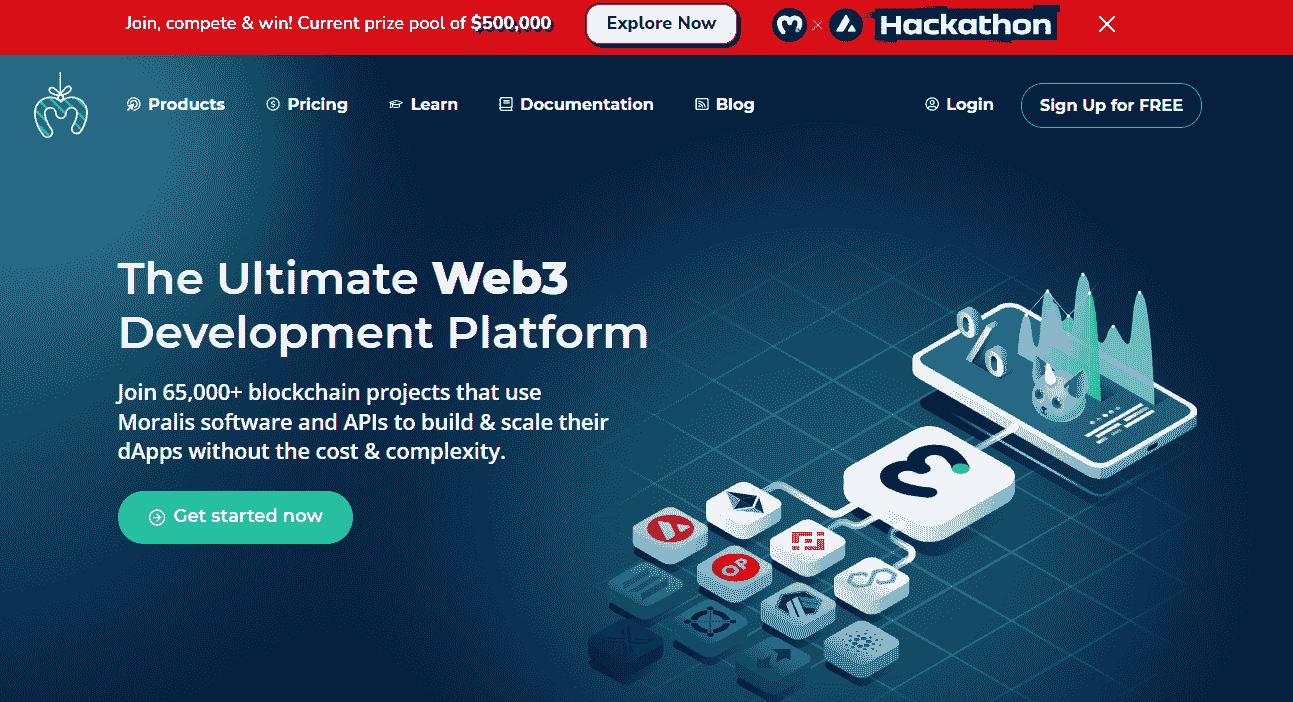 Join, compete & win! Current prize pool of $500,000
Explore Now
Hackathon
Products
Pricing
Learn
Documentation
Blog
Login
Sign Up for FREE
The Ultimate Web3
Development Platform
Join 65,000+ blockchain projects that use
Moralis software and APIs to build & scale their
dApps without the cost & complexity.
Get started now
OP